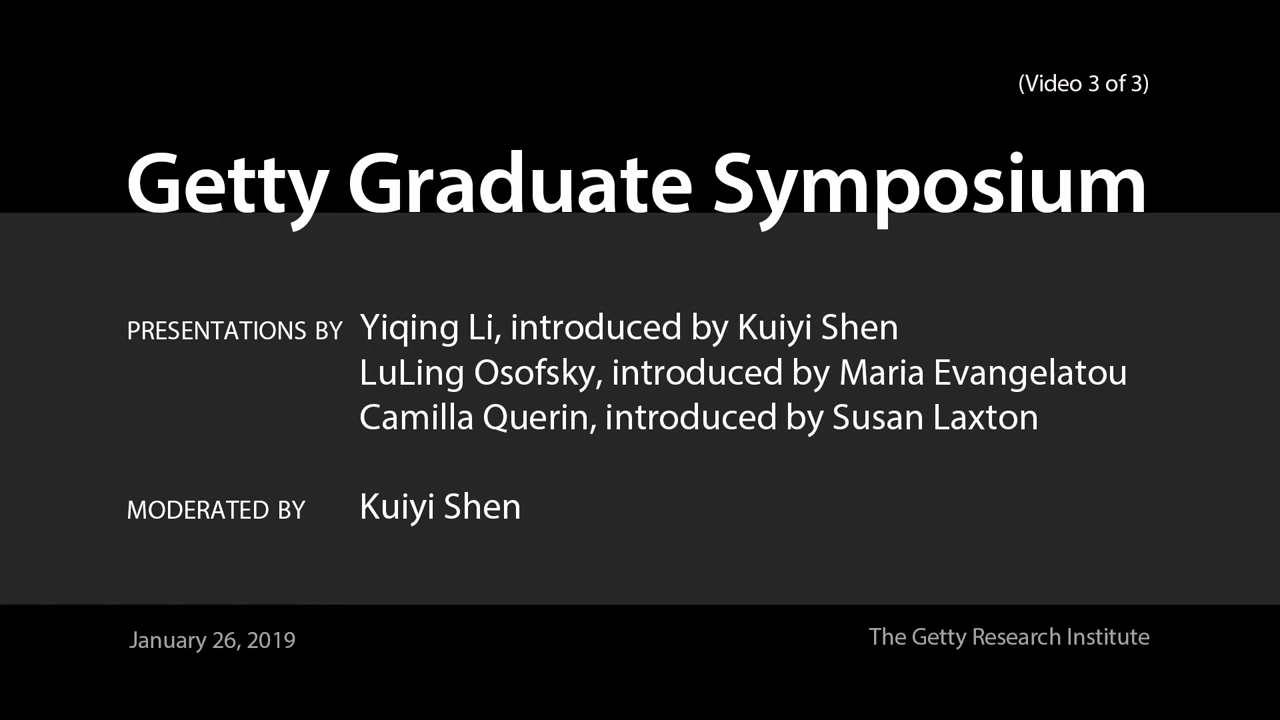 (Video 3 of 3)
Getty Graduate Symposium
PRESENTATIONS BY Yiqing Li, introduced by Kuiyi Shen
LuLing Osofsky, introduced by Maria Evangelatou
Camilla Querin, introduced by Susan Laxton
MODERATED BY Kuiyi Shen
January 26, 2019 The Getty Research Institute